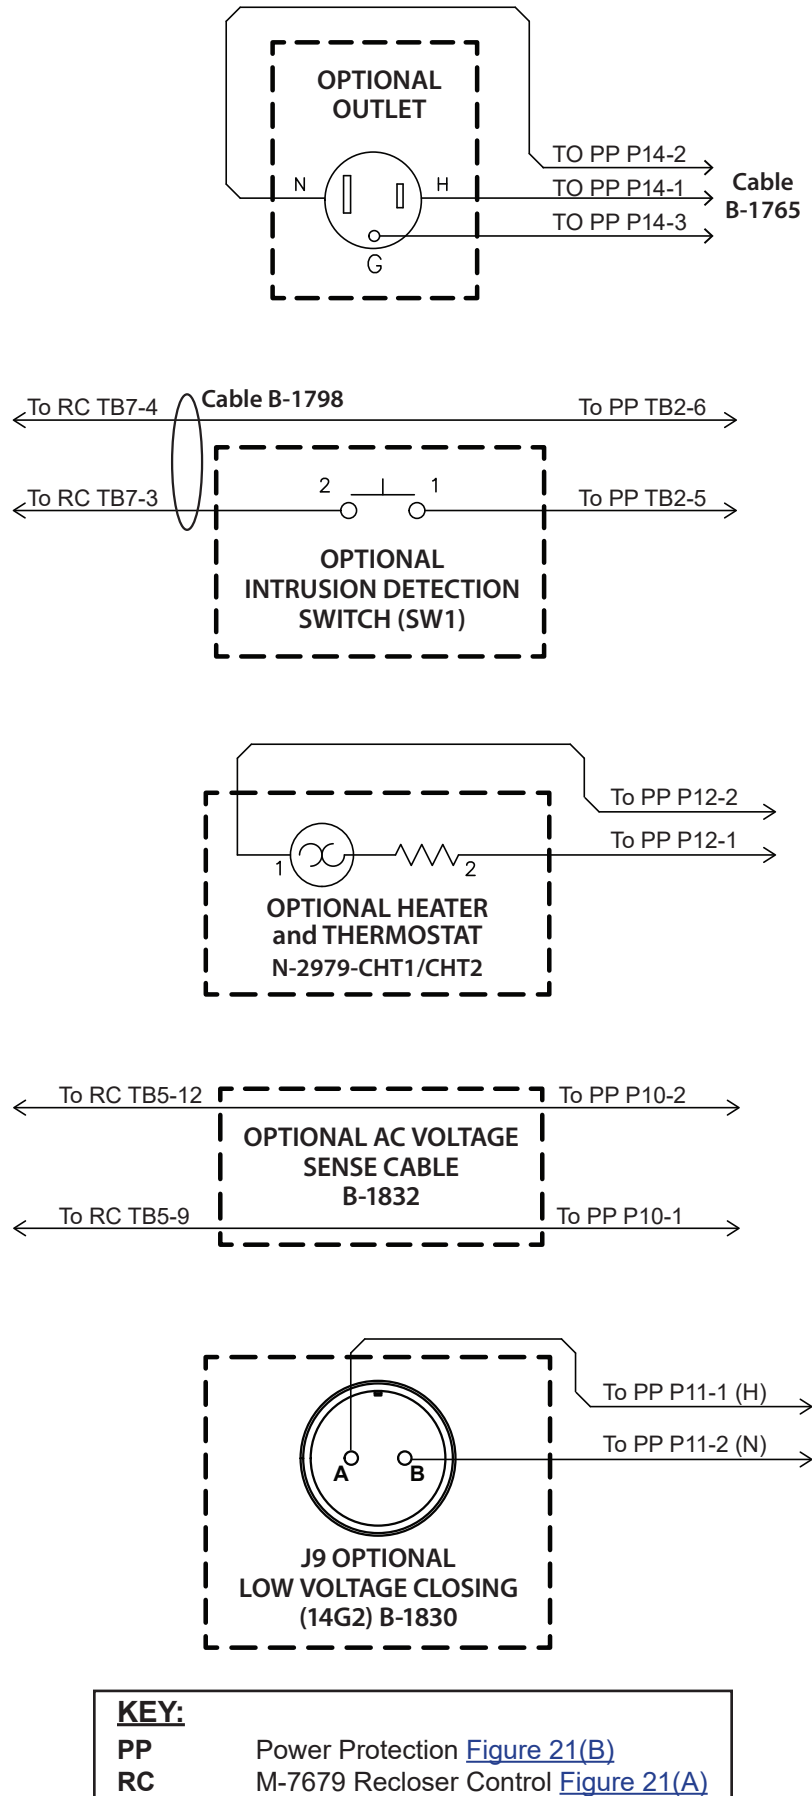 OPTIONAL
OUTLET
TO PP P14-2
N H TO PP P14-1 Cable
B-1765
TO PP P14-3
G
To RC TB7-4 Cable B-1798 To PP TB2-6
To RC TB7-3 2 1 To PP TB2-5
OPTIONAL
INTRUSION DETECTION
SWITCH (SW1)
To PP P12-2
To PP P12-1
1 2
OPTIONAL HEATER
and THERMOSTAT
N-2979-CHT1/CHT2
To RC TB5-12 To PP P10-2
OPTIONAL AC VOLTAGE
SENSE CABLE
B-1832
To RC TB5-9 To PP P10-1
To PP P11-1 (H)
To PP P11-2 (N)
A B
J9 OPTIONAL
LOW VOLTAGE CLOSING
(14G2) B-1830
KEY:
PP Power Protection Figure 21(B)
RC M-7679 Recloser Control Figure 21(A)